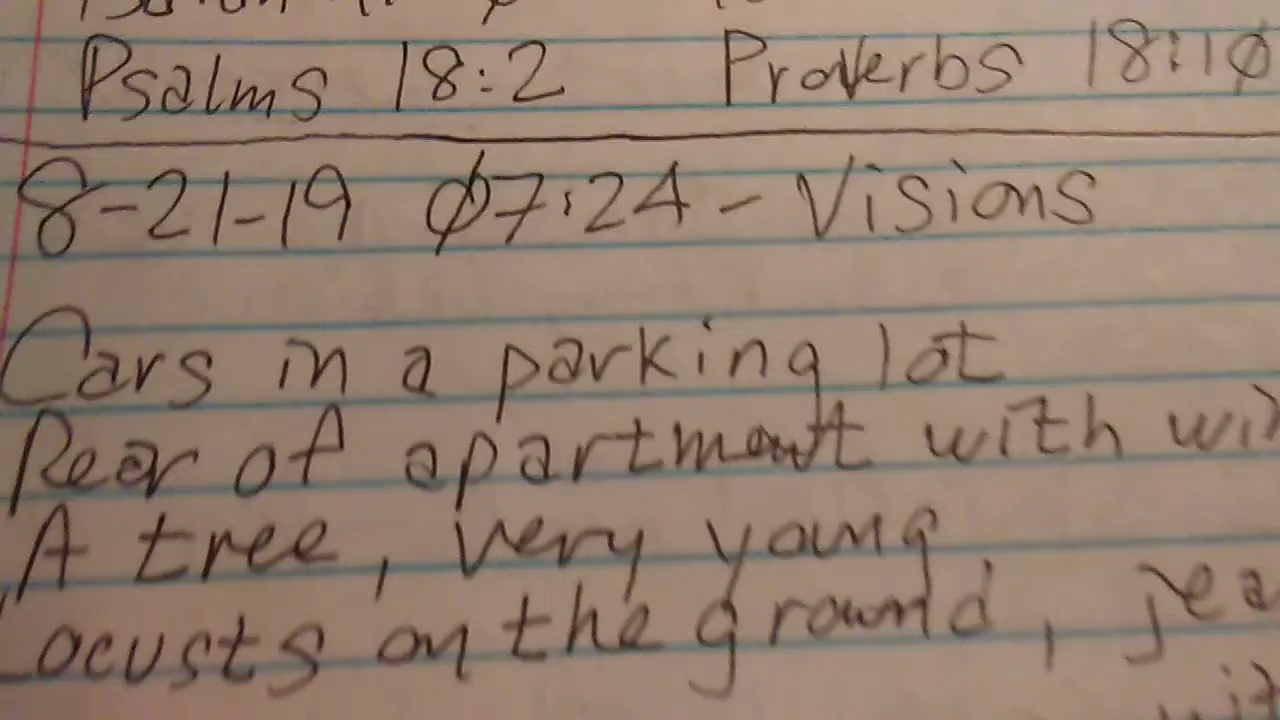 Psalms 18:2 Proverbs 18:10
8-21-19 07:24 - Visions
Cars in a parking lot
Rear of apartment with
A tree, very young
Locusts on the ground,